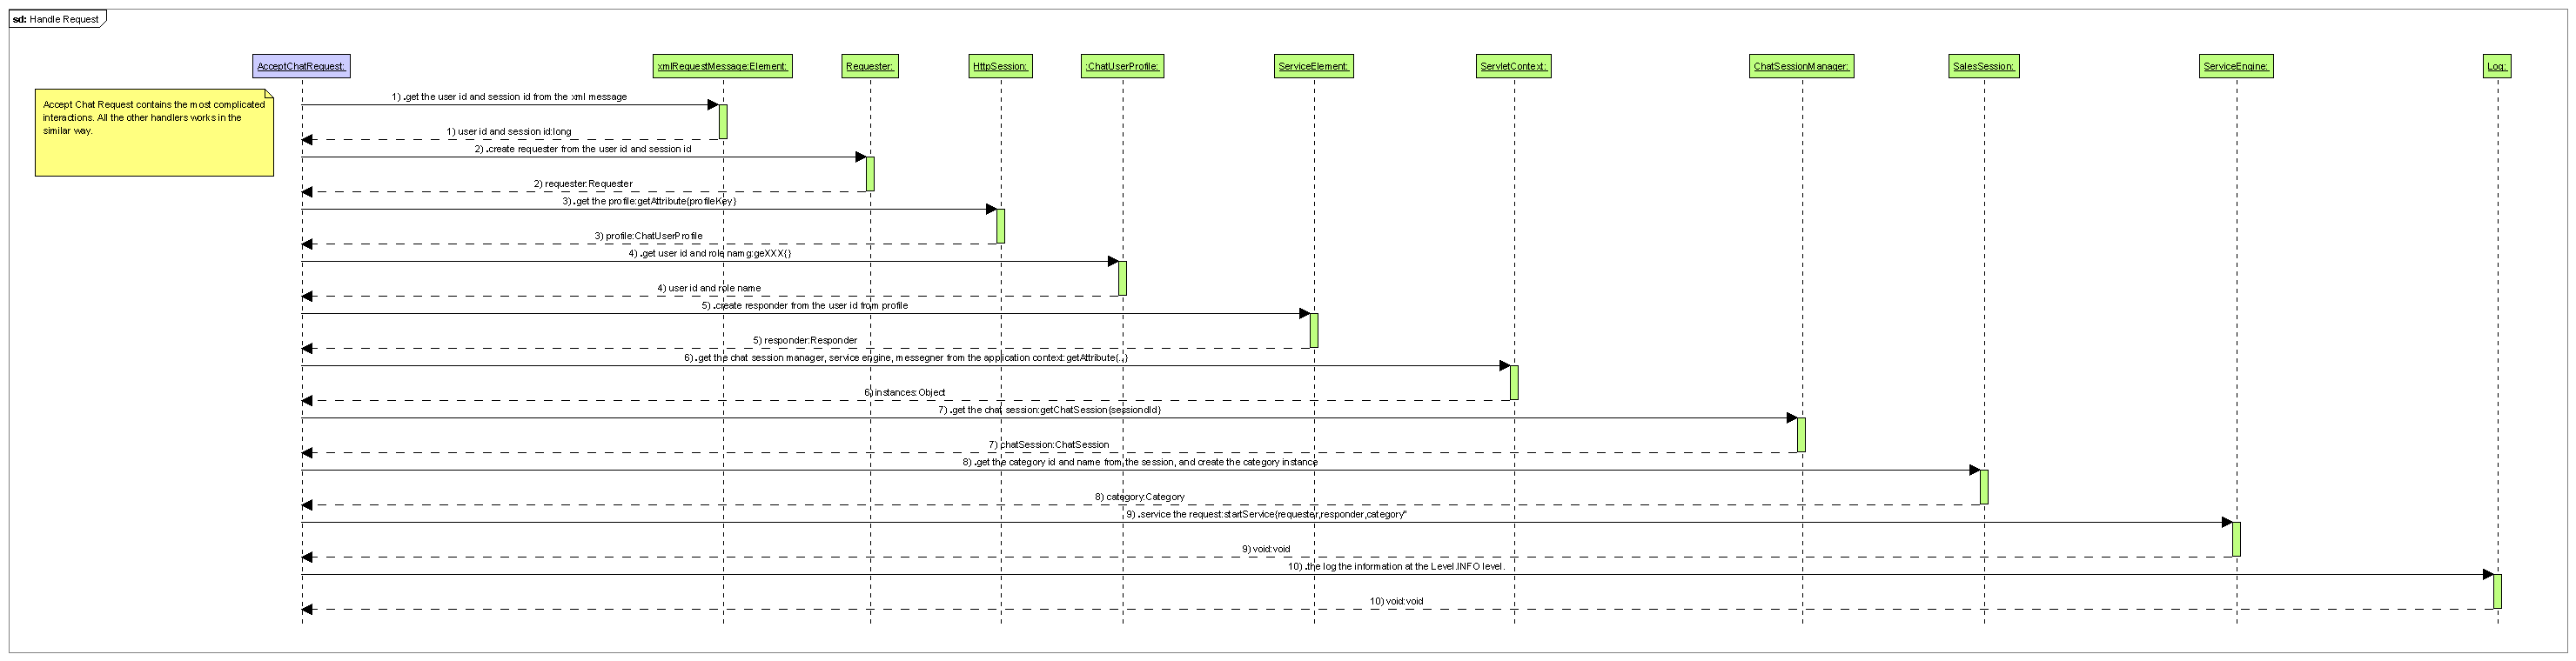 sd: Handle Request
AcceptChatRequest:
xmlRequestMessage:Element:
Requester:
HttpSession:
:ChatUserProfile:
ServiceElement:
ServletContext:
ChatSessionManager:
SalesSession:
ServiceEngine:
Log:
Accept Chat Request contains the most complicated
interactions. All the other handlers works in the
similar way.
1) .get the user id and session id from the xml message
1) user id and session id:long
2) .create requester from the user id and session id
2) requester:Requester
3) .get the profile:getAttribute(profileKey)
3) profile:ChatUserProfile
4) .get user id and role namg:geXXX()
4) user id and role name
5) .create responder from the user id from profile
5) responder:Responder
6) .get the chat session manager, service engine, messegner from the application context:getAttribute(..)
6) instances:Object
7) .get the chat session:getChatSession(sessiondId)
7) chatSession:ChatSession
8) .get the category id and name from the session, and create the category instance
8) category:Category
9) .service the request:startService(requester,responder,category"
9) void:void
10) .the log the information at the Level.INFO level.
10) void:void